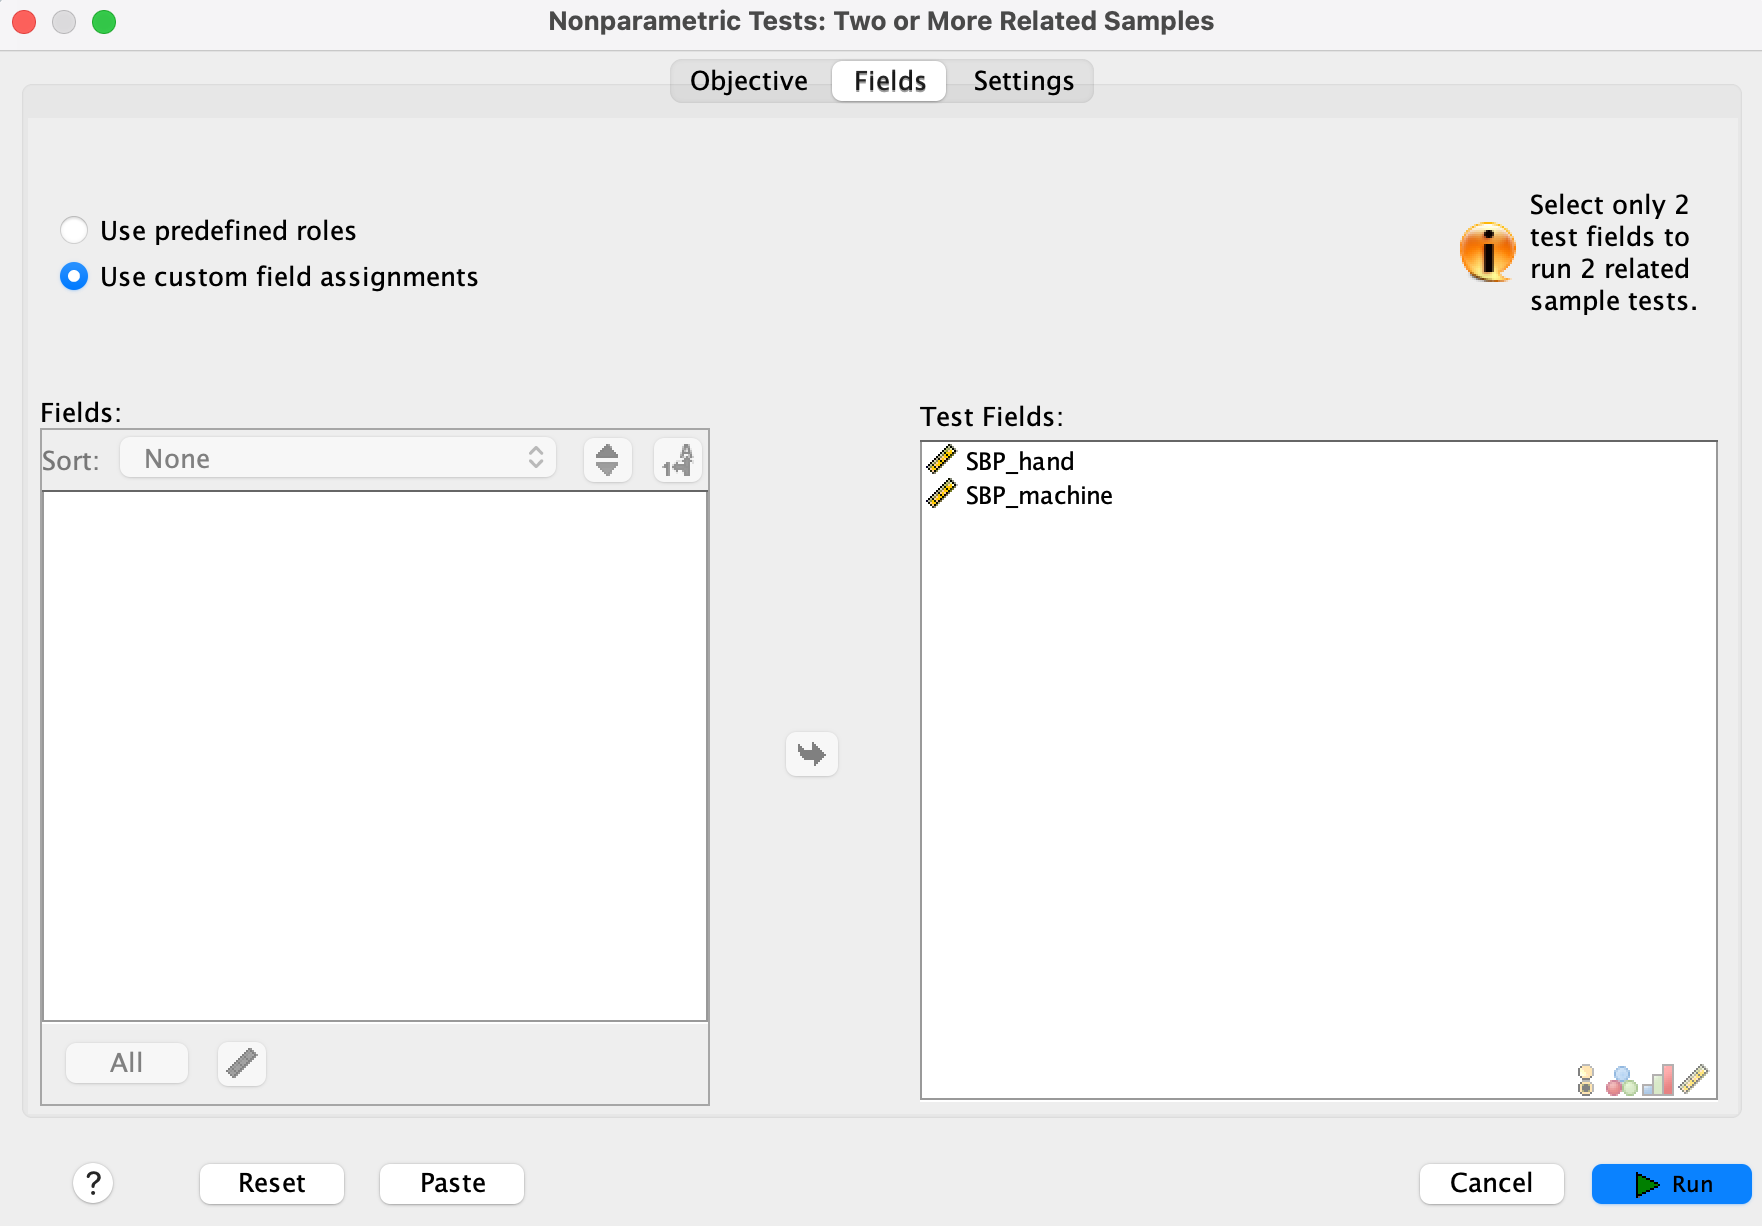 Nonparametric Tests: Two or More Related Samples
Objective
Fields
Settings
Use predefined roles
Use custom field assignments
Select only 2
test fields to
run 2 related
sample tests.
Fields:
Sort:
None
Test Fields:
SBP_hand
SBP_machine
All
?
Reset
Paste
Cancel
Run